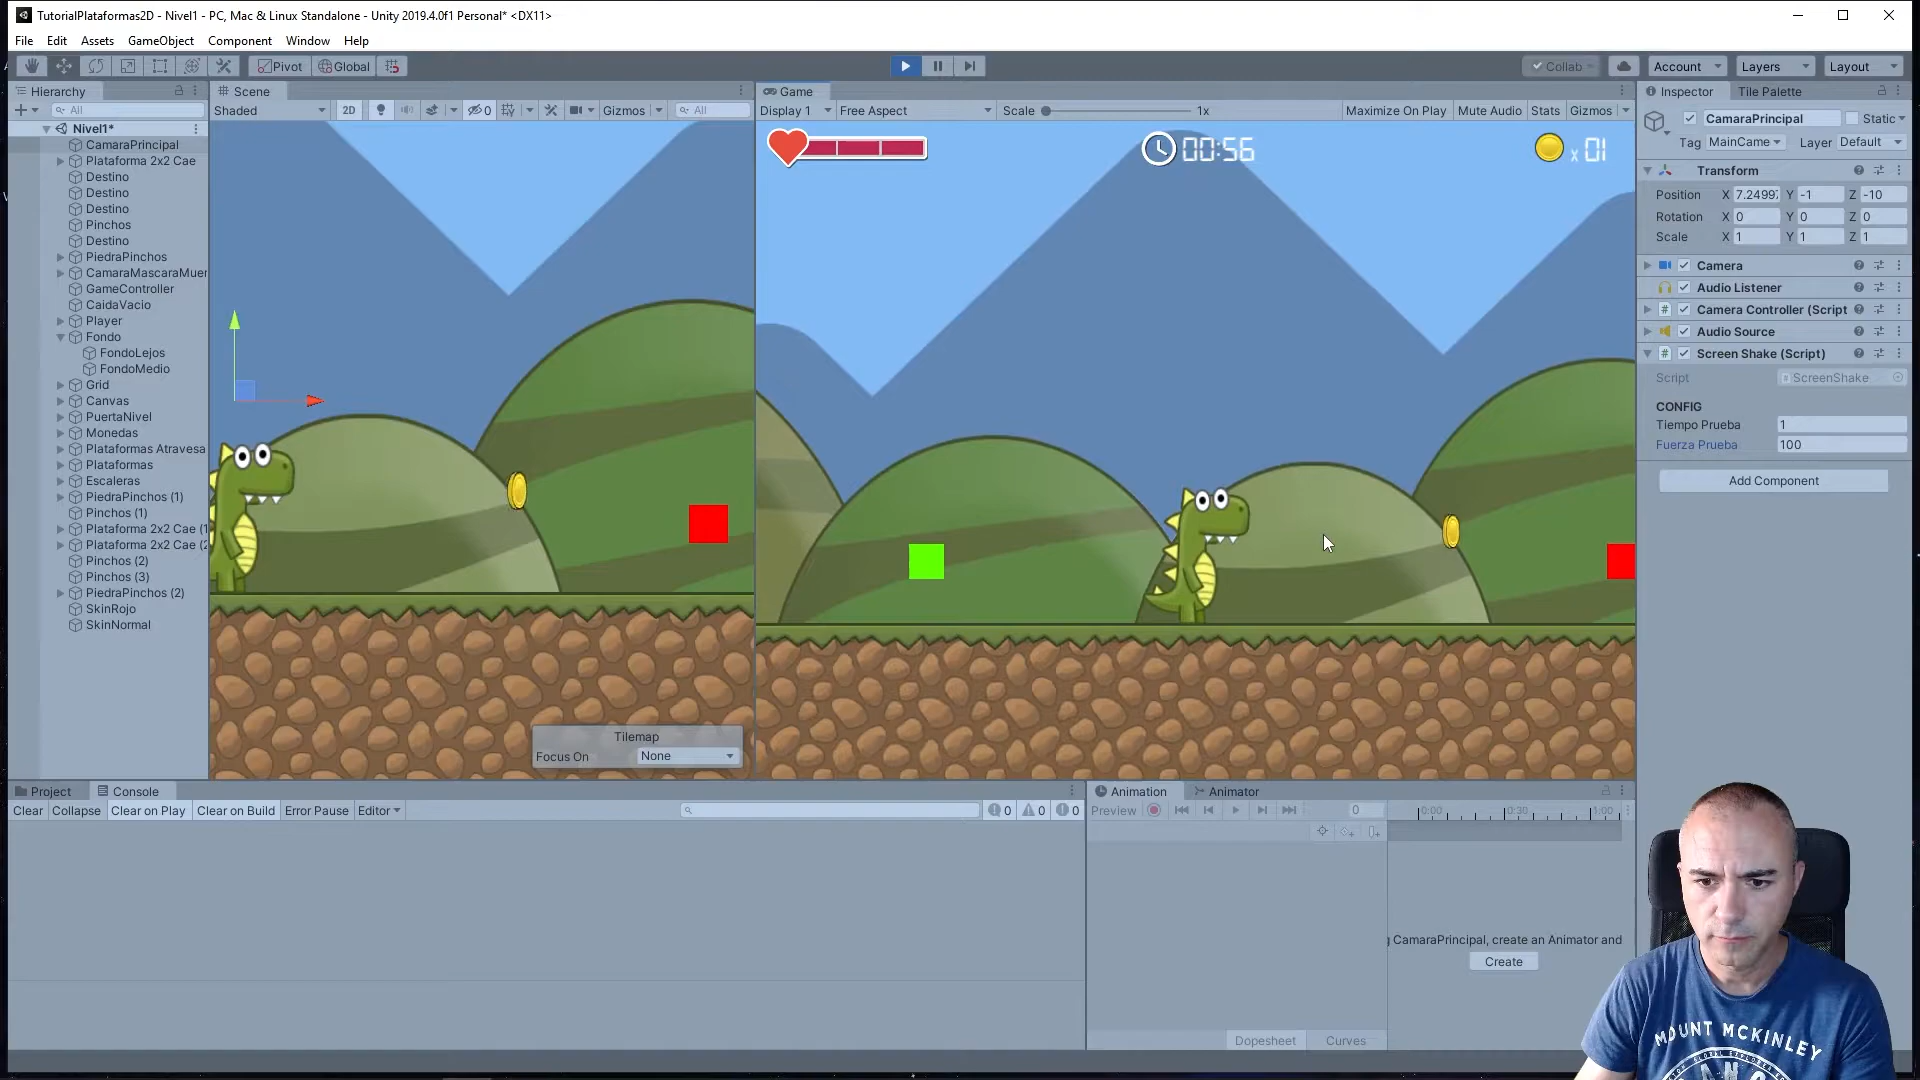 TutorialPlataformas2D - Nivel1 - PC, Mac & Linux Standalone - Unity 2019.4.0f1 Personal* <DX11>
File Edit Assets GameObject Component Window Help
Pivot Global Collab Account Layers Layout
Hierarchy
All
Nivel1*
CamaraPrincipal
Plataforma 2x2 Cae
Destino
Destino
Destino
Pinchos
Destino
PiedraPinchos
CamaraMascaraMuer
GameController
CaidaVacio
Player
Fondo
FondoLejos
FondoMedio
Grid
Canvas
PuertaNivel
Monedas
Plataformas Atravesa
Plataformas
Escaleras
PiedraPinchos (1)
Pinchos (1)
Plataforma 2x2 Cae (1
Plataforma 2x2 Cae (2
Pinchos (2)
Pinchos (3)
PiedraPinchos (2)
SkinRojo
SkinNormal
Scene
Shaded 2D 0 Gizmos All
Tilemap
Focus On None
Game
Display 1 Free Aspect Scale 1x Maximize On Play Mute Audio Stats Gizmos
00:56 x 01
Inspector Tile Palette
CamaraPrincipal Static
Tag MainCame Layer Default
Transform
Position X 7.2499 Y -1 Z -10
Rotation X 0 Y 0 Z 0
Scale X 1 Y 1 Z 1
Camera
Audio Listener
Camera Controller (Script
Audio Source
Screen Shake (Script)
Script ScreenShake
CONFIG
Tiempo Prueba 1
Fuerza Prueba 100
Add Component
Project Console
Clear Collapse Clear on Play Clear on Build Error Pause Editor 0 0 0
Animation Animator
Preview 0 0:00 0:30 1:00
CamaraPrincipal, create an Animator and
Create
Dopesheet Curves
MOUNT MCKINLEY